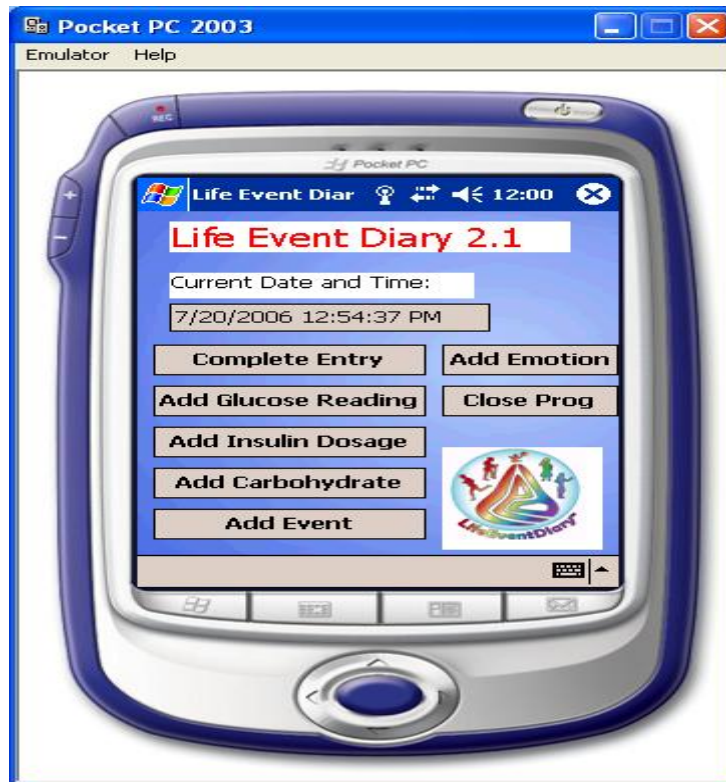 Pocket PC 2003
Emulator Help
REC
Pocket PC
Life Event Diar 12:00
Life Event Diary 2.1
Current Date and Time:
7/20/2006 12:54:37 PM
Complete Entry Add Emotion
Add Glucose Reading Close Prog
Add Insulin Dosage
Add Carbohydrate
Add Event
LifeEventDiary